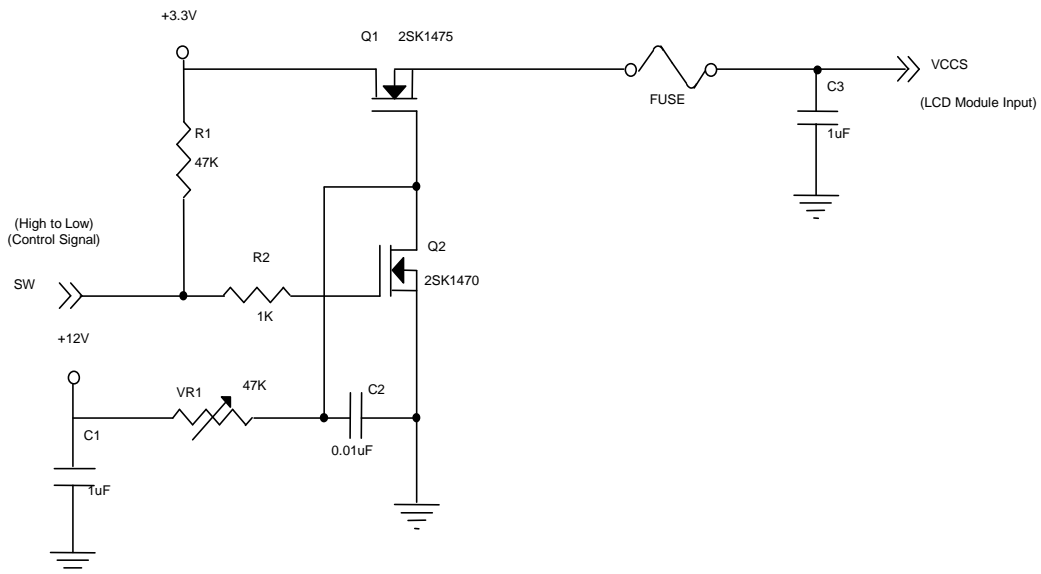 +3.3V
Q1 2SK1475
FUSE
VCCS
(LCD Module Input)
C3
1uF
R1
47K
(High to Low)
(Control Signal)
SW
R2
1K
Q2
2SK1470
+12V
VR1
47K
C2
0.01uF
C1
1uF